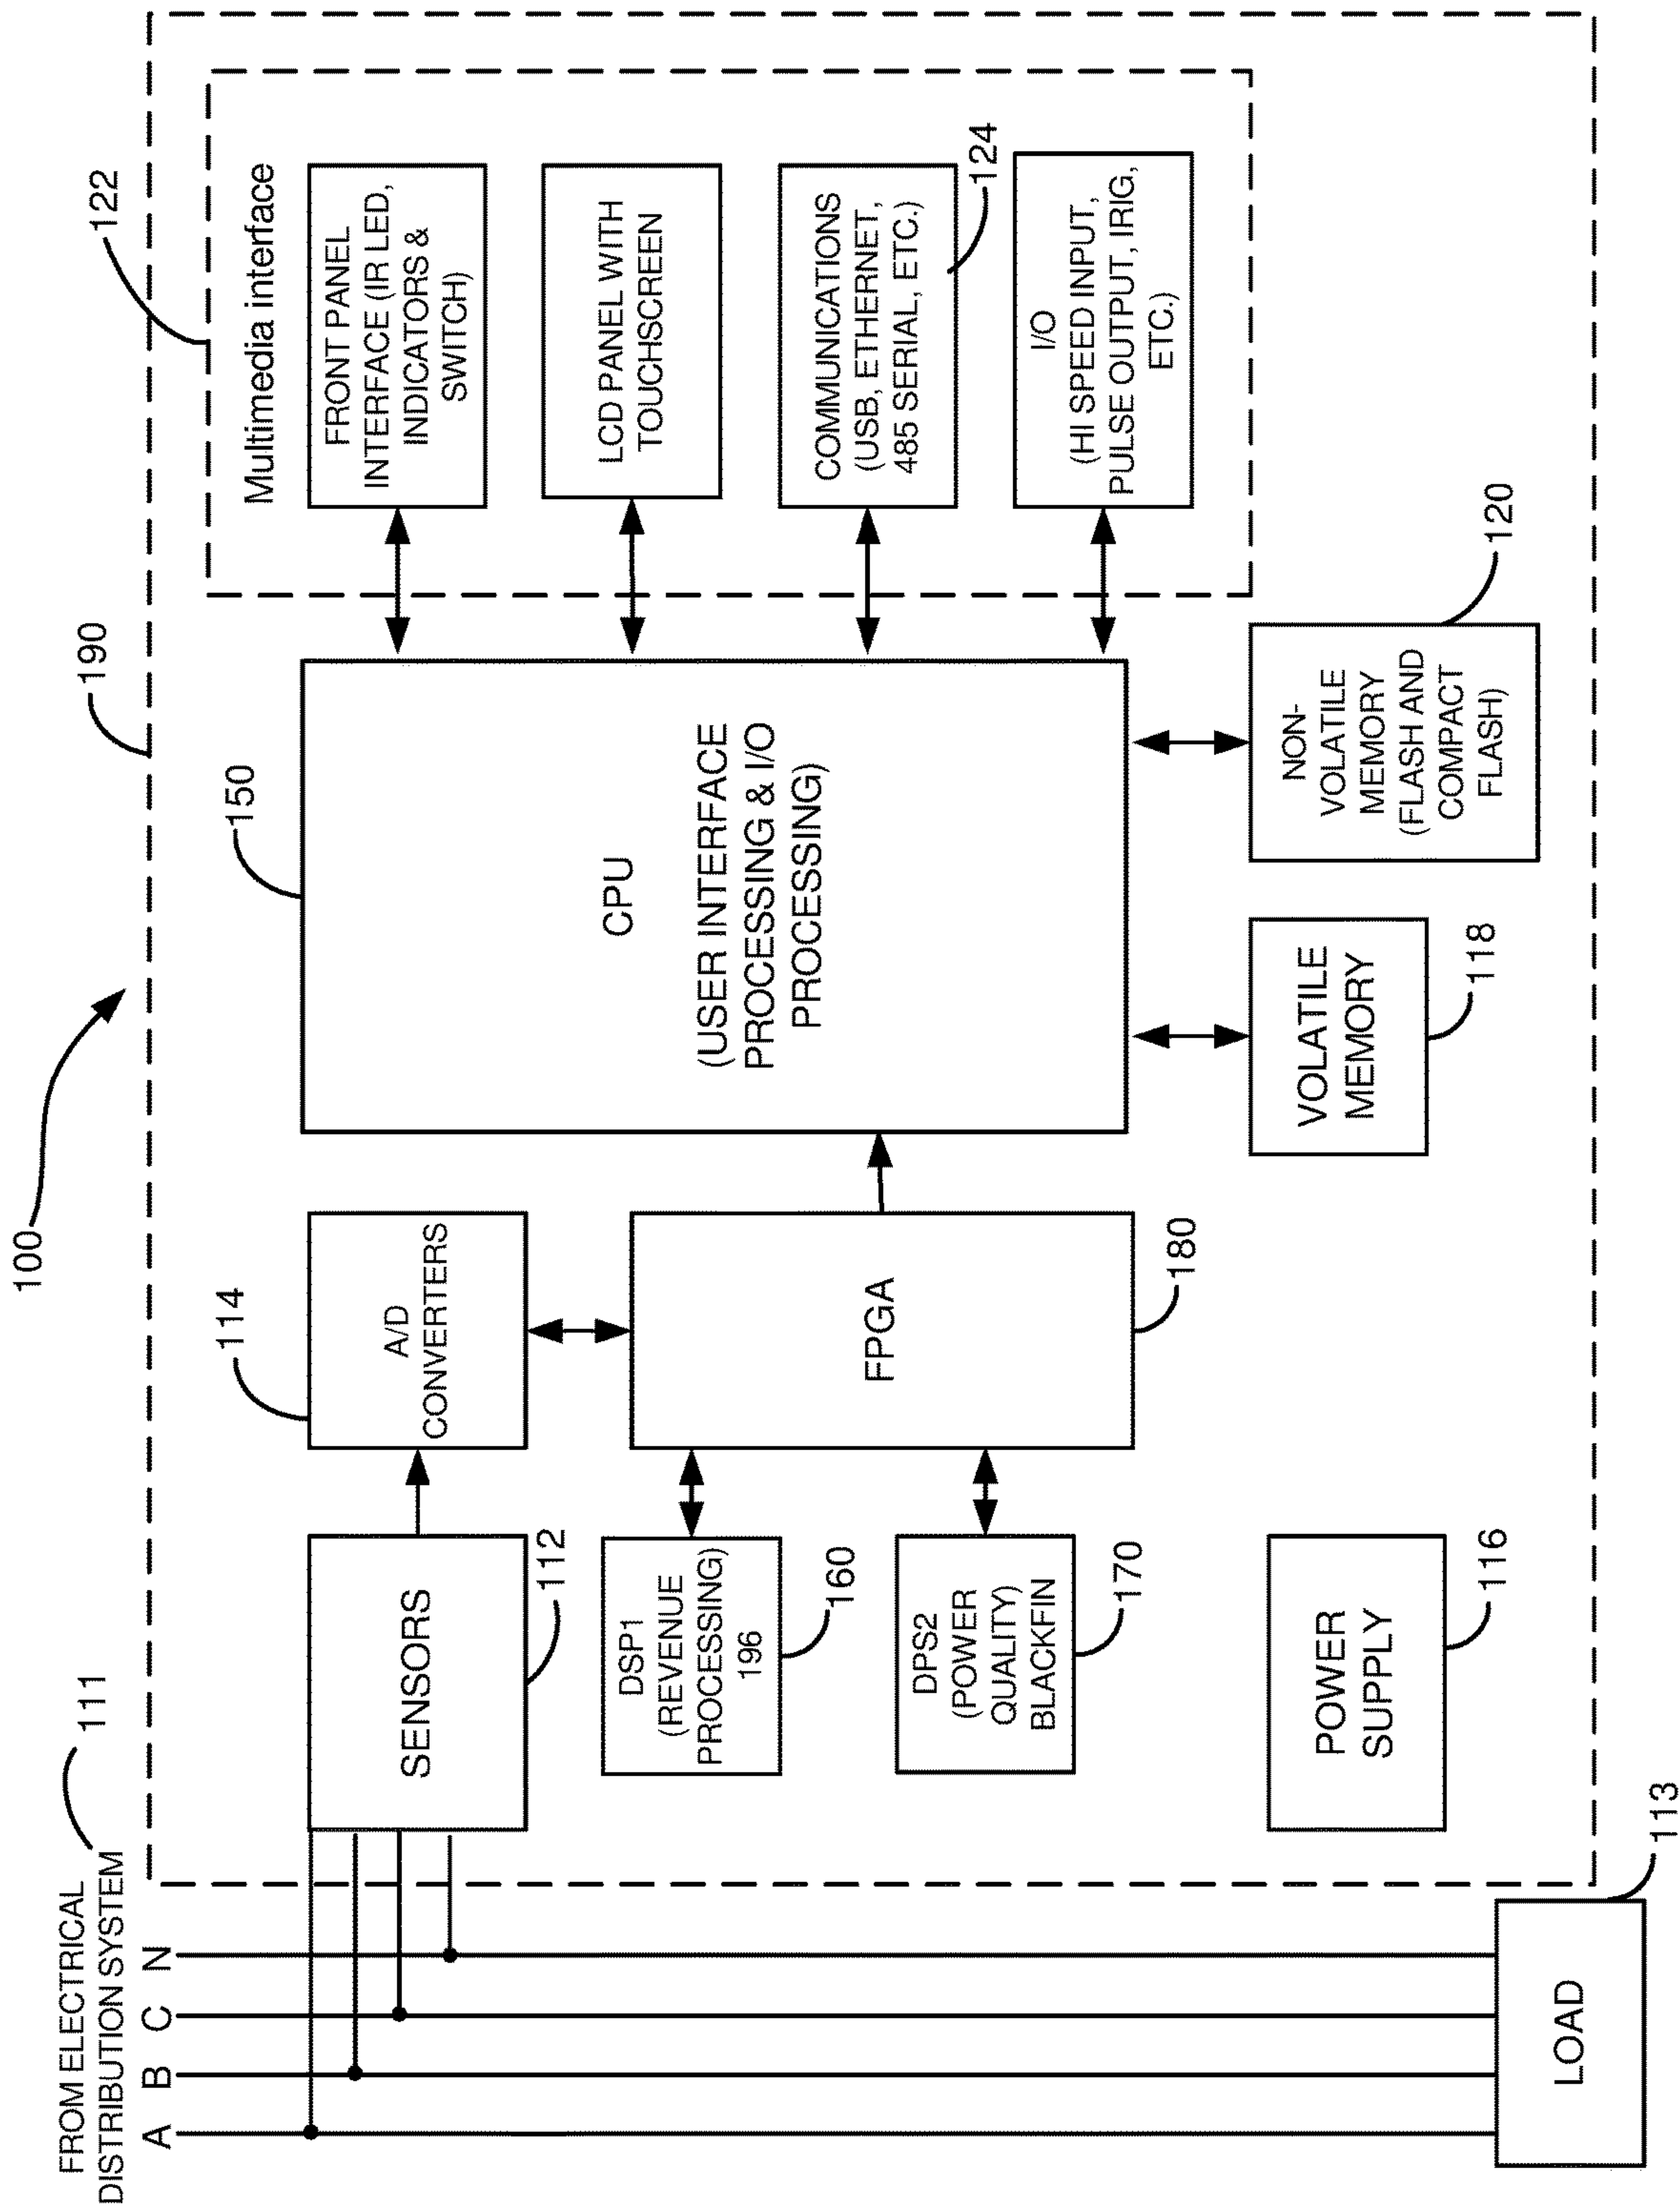 100
190
122
FROM ELECTRICAL
DISTRIBUTION SYSTEM
111
A
B
C
N
LOAD
113
SENSORS
112
114
A/D
CONVERTERS
DSP1
(REVENUE
PROCESSING)
196
160
DPS2
(POWER
QUALITY)
BLACKFIN
170
FPGA
180
POWER
SUPPLY
116
150
CPU
(USER INTERFACE
PROCESSING & I/O
PROCESSING)
VOLATILE
MEMORY
118
NON-
VOLATILE
MEMORY
(FLASH AND
COMPACT
FLASH)
120
Multimedia interface
FRONT PANEL
INTERFACE (IR LED,
INDICATORS &
SWITCH)
LCD PANEL WITH
TOUCHSCREEN
COMMUNICATIONS
(USB, ETHERNET,
485 SERIAL, ETC.)
124
I/O
(HI SPEED INPUT,
PULSE OUTPUT, IRIG,
ETC.)